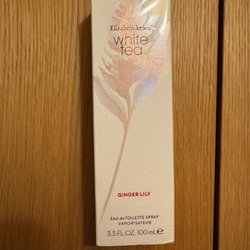 Elizabeth Arden
white
tea
GINGER LILY
EAU de TOILETTE SPRAY
VAPORISATEUR
3.3 FL.OZ. 100ml ℮